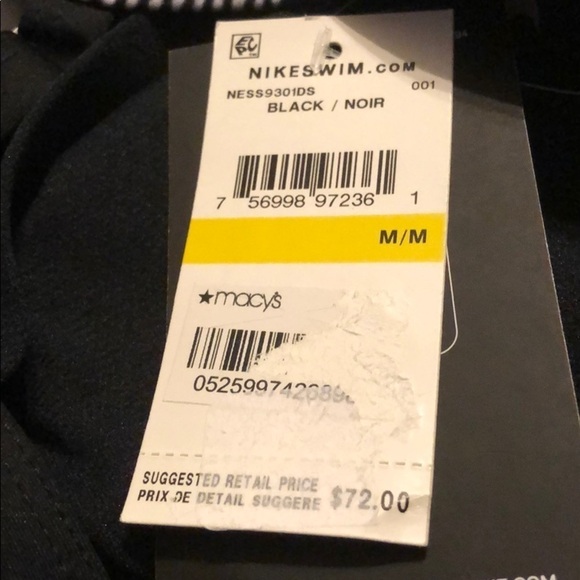 NIKESWIM.COM
NESS9301DS 001
BLACK / NOIR
7 56998 97236 1
M/M
★macy's
SUGGESTED RETAIL PRICE
PRIX DE DETAIL SUGGERE $72.00